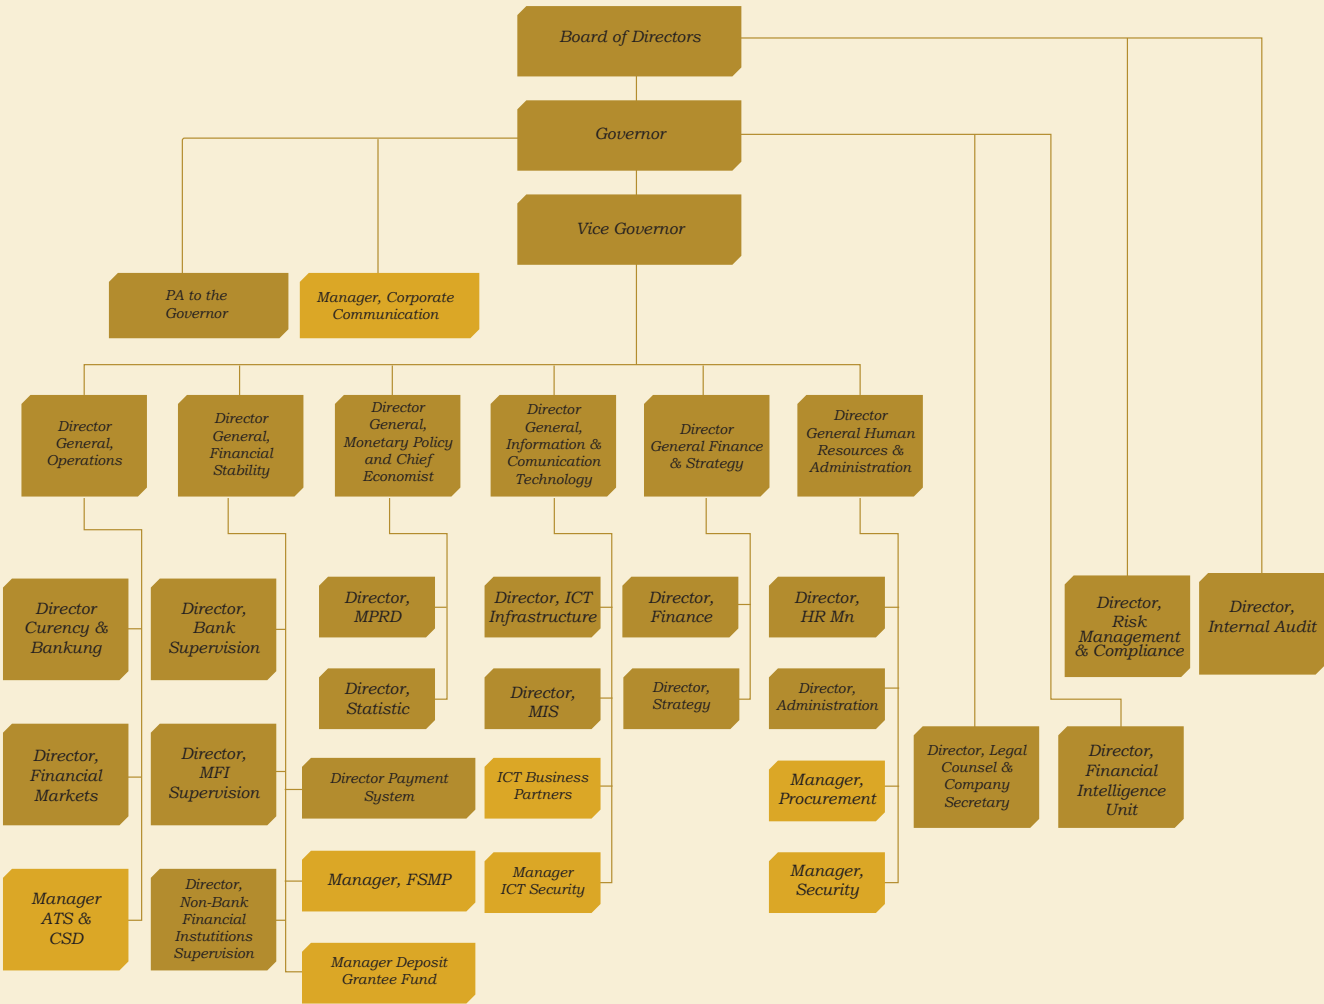 Board of Directors
Governor
Vice Governor
PA to the
Governor
Manager, Corporate
Communication
Director
General,
Operations
Director
General,
Financial
Stability
Director
General,
Monetary Policy
and Chief
Economist
Director
General,
Information &
Comunication
Technology
Director
General Finance
& Strategy
Director
General Human
Resources &
Administration
Director
Curency &
Bankung
Director,
Bank
Supervision
Director,
MPRD
Director, ICT
Infrastructure
Director,
Finance
Director,
HR Mn
Director,
Risk
Management
& Compliance
Director,
Internal Audit
Director,
Statistic
Director,
MIS
Director,
Strategy
Director,
Administration
Director,
Financial
Markets
Director,
MFI
Supervision
Director Payment
System
ICT Business
Partners
Manager,
Procurement
Director, Legal
Counsel &
Company
Secretary
Director,
Financial
Intelligence
Unit
Manager
ATS &
CSD
Director,
Non-Bank
Financial
Instutitions
Supervision
Manager, FSMP
Manager
ICT Security
Manager,
Security
Manager Deposit
Grantee Fund